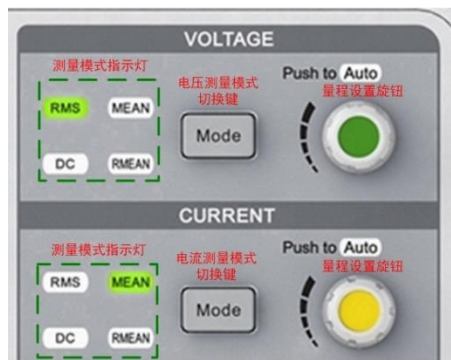 VOLTAGE
测量模式指示灯
电压测量模式
切换键
Push to Auto
量程设置旋钮
RMS MEAN
Mode
DC RMEAN
CURRENT
测量模式指示灯
电流测量模式
切换键
Push to Auto
量程设置旋钮
RMS MEAN
Mode
DC RMEAN